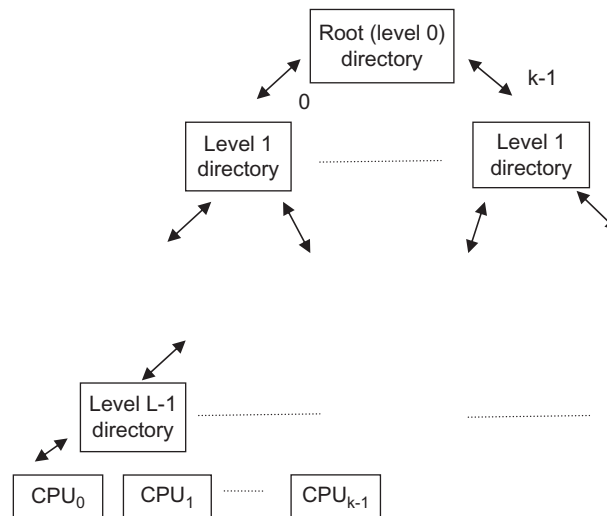 Root (level 0)
directory
0
k-1
Level 1
directory
Level 1
directory
Level L-1
directory
CPU₀
CPU₁
CPUₖ₋₁